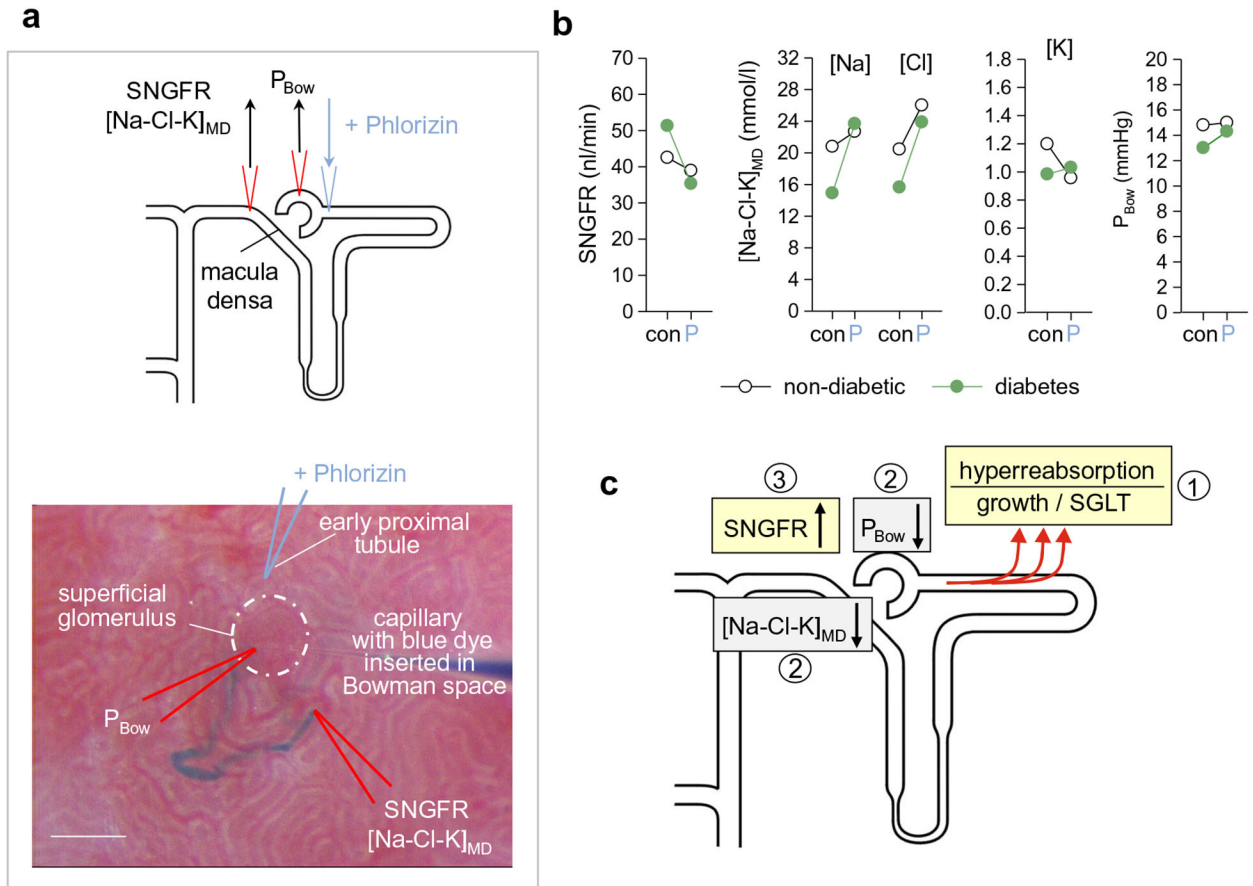 a
SNGFR
[Na-Cl-K]MD
PBow
+ Phlorizin
macula
densa
+ Phlorizin
early proximal
tubule
superficial
glomerulus
capillary
with blue dye
inserted in
Bowman space
PBow
SNGFR
[Na-Cl-K]MD
b
SNGFR (nl/min)
70
60
50
40
30
20
10
0
con P
[Na-Cl-K]MD (mmol/l)
32
28
24
20
16
12
8
4
0
[Na] [Cl]
con P con P
[K]
1.8
1.6
1.4
1.2
1.0
0.8
0.6
0.4
0.2
0.0
con P
PBow (mmHg)
20
18
16
14
12
10
8
6
4
2
0
con P
non-diabetic diabetes
c
3
SNGFR ↑
2
PBow ↓
hyperreabsorption
growth / SGLT
1
[Na-Cl-K]MD ↓
2